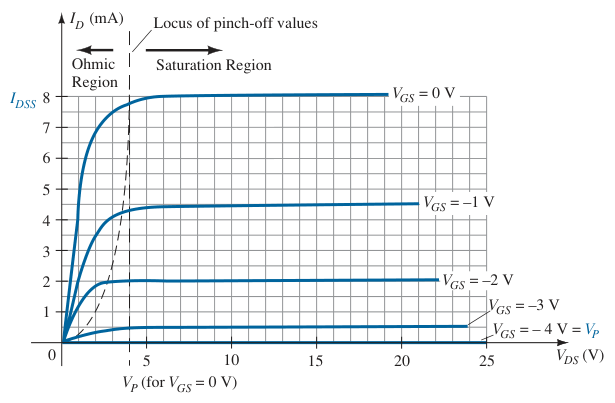 I_D (mA)
Locus of pinch-off values
Ohmic
Region
Saturation Region
I_DSS 8
V_GS = 0 V
7
6
5
V_GS = –1 V
4
3
2
V_GS = –2 V
V_GS = –3 V
1
V_GS = – 4 V = V_P
0
5
10
15
20
25
V_DS (V)
V_P (for V_GS = 0 V)